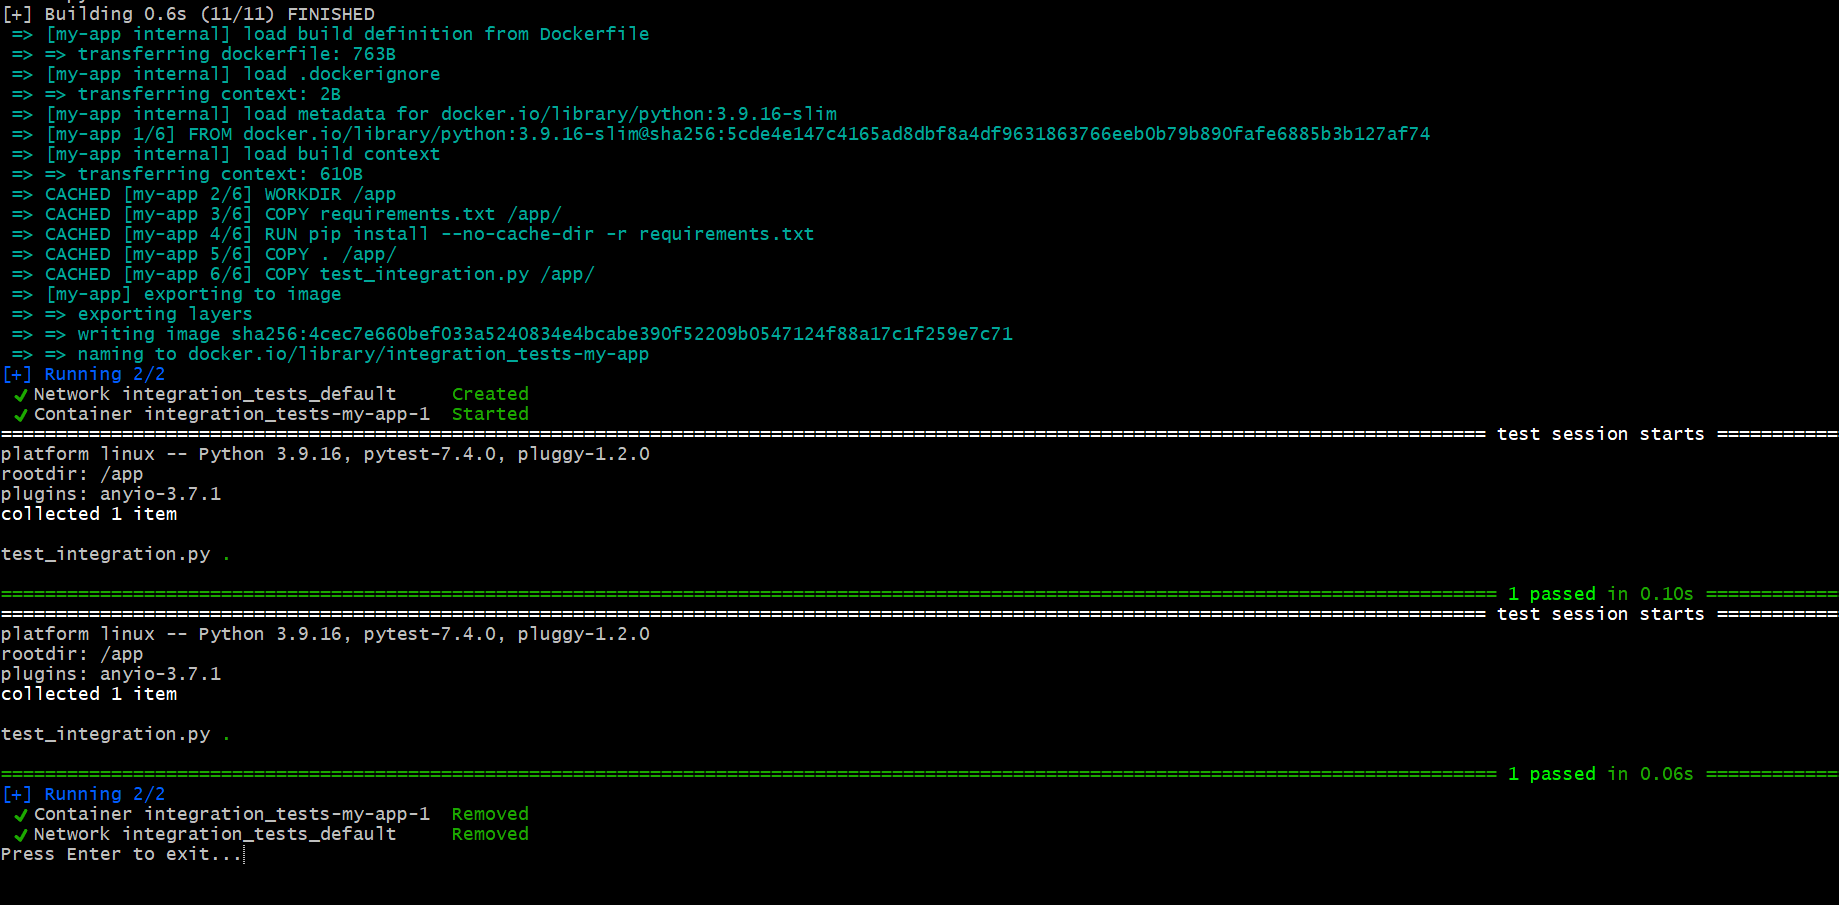 [+] Building 0.6s (11/11) FINISHED
=> [my-app internal] load build definition from Dockerfile
=> => transferring dockerfile: 763B
=> [my-app internal] load .dockerignore
=> => transferring context: 2B
=> [my-app internal] load metadata for docker.io/library/python:3.9.16-slim
=> [my-app 1/6] FROM docker.io/library/python:3.9.16-slim@sha256:5cde4e147c4165ad8dbf8a4df9631863766eeb0b79b890fafe6885b3b127af74
=> [my-app internal] load build context
=> => transferring context: 610B
=> CACHED [my-app 2/6] WORKDIR /app
=> CACHED [my-app 3/6] COPY requirements.txt /app/
=> CACHED [my-app 4/6] RUN pip install --no-cache-dir -r requirements.txt
=> CACHED [my-app 5/6] COPY . /app/
=> CACHED [my-app 6/6] COPY test_integration.py /app/
=> [my-app] exporting to image
=> => exporting layers
=> => writing image sha256:4cec7e660bef033a5240834e4bcabe390f52209b0547124f88a17c1f259e7c71
=> => naming to docker.io/library/integration_tests-my-app
[+] Running 2/2
✔ Network integration_tests_default Created
✔ Container integration_tests-my-app-1 Started
======================================================================================================================================= test session starts ===========
platform linux -- Python 3.9.16, pytest-7.4.0, pluggy-1.2.0
rootdir: /app
plugins: anyio-3.7.1
collected 1 item
test_integration.py .
======================================================================================================================================== 1 passed in 0.10s ============
======================================================================================================================================= test session starts ===========
platform linux -- Python 3.9.16, pytest-7.4.0, pluggy-1.2.0
rootdir: /app
plugins: anyio-3.7.1
collected 1 item
test_integration.py .
======================================================================================================================================== 1 passed in 0.06s ============
[+] Running 2/2
✔ Container integration_tests-my-app-1 Removed
✔ Network integration_tests_default Removed
Press Enter to exit...